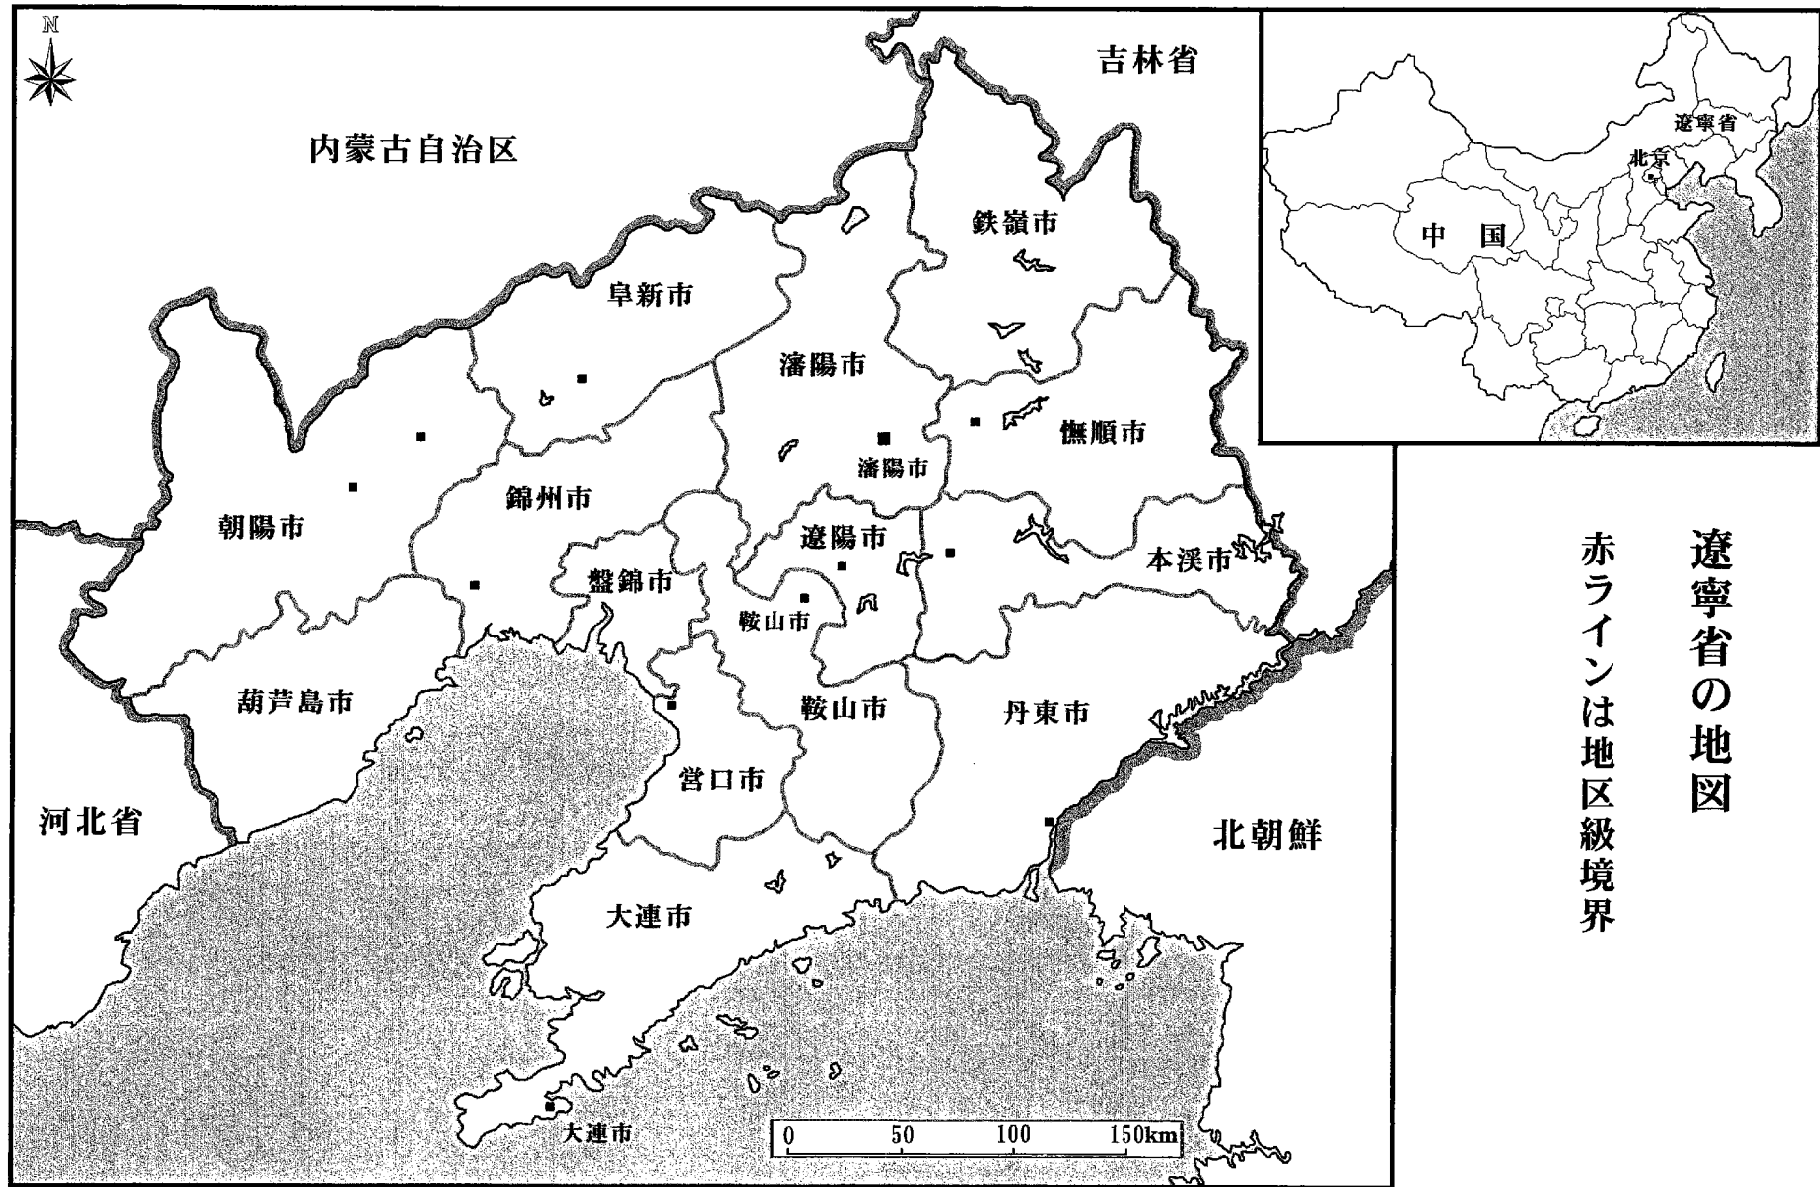 遼寧省の地図
赤ラインは地区級境界
N
吉林省
内蒙古自治区
遼寧省
北京
中 国
鉄嶺市
阜新市
瀋陽市
撫順市
瀋陽市
錦州市
朝陽市
遼陽市
本渓市
盤錦市
鞍山市
葫芦島市
鞍山市
丹東市
営口市
河北省
北朝鮮
大連市
大連市
0 50 100 150km